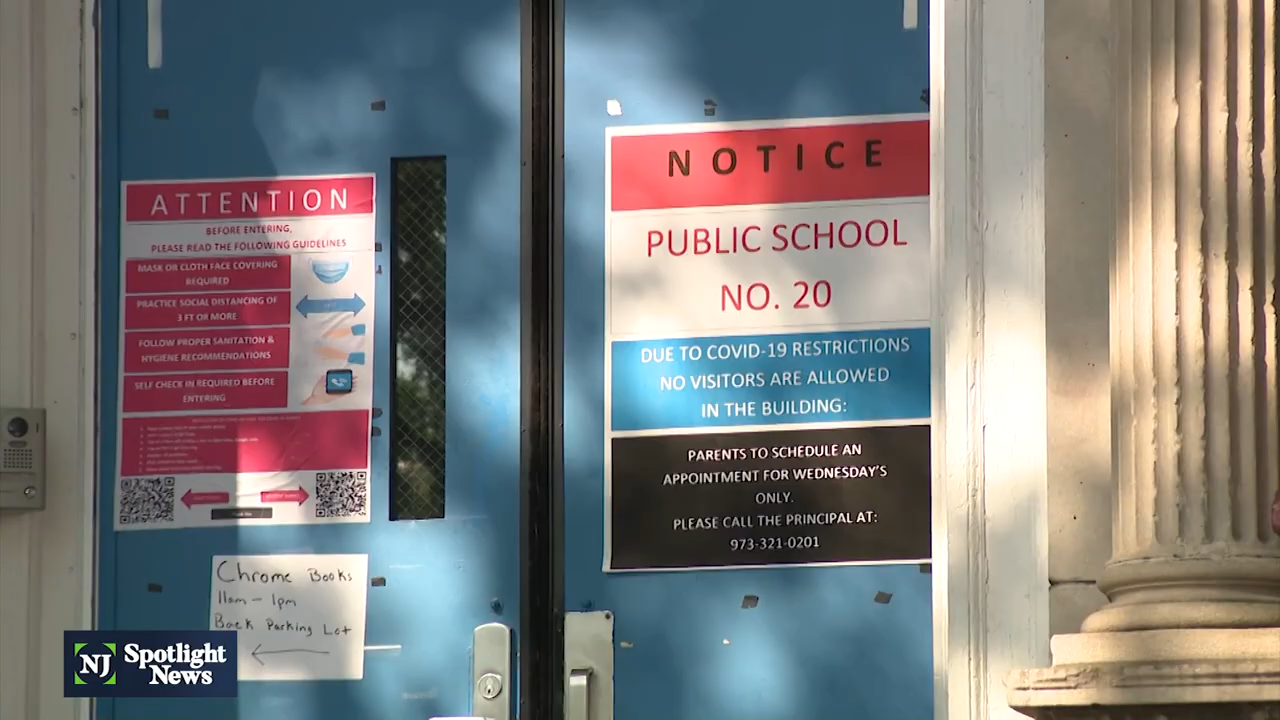 ATTENTION
BEFORE ENTERING,
PLEASE READ THE FOLLOWING GUIDELINES
MASK OR CLOTH FACE COVERING
REQUIRED
PRACTICE SOCIAL DISTANCING OF
3 FT OR MORE
FOLLOW PROPER SANITATION &
HYGIENE RECOMMENDATIONS
SELF CHECK IN REQUIRED BEFORE
ENTERING
Chrome Books
11am - 1pm
Back Parking Lot
NOTICE
PUBLIC SCHOOL
NO. 20
DUE TO COVID-19 RESTRICTIONS
NO VISITORS ARE ALLOWED
IN THE BUILDING:
PARENTS TO SCHEDULE AN
APPOINTMENT FOR WEDNESDAY'S
ONLY.
PLEASE CALL THE PRINCIPAL AT:
973-321-0201
NJ Spotlight
News